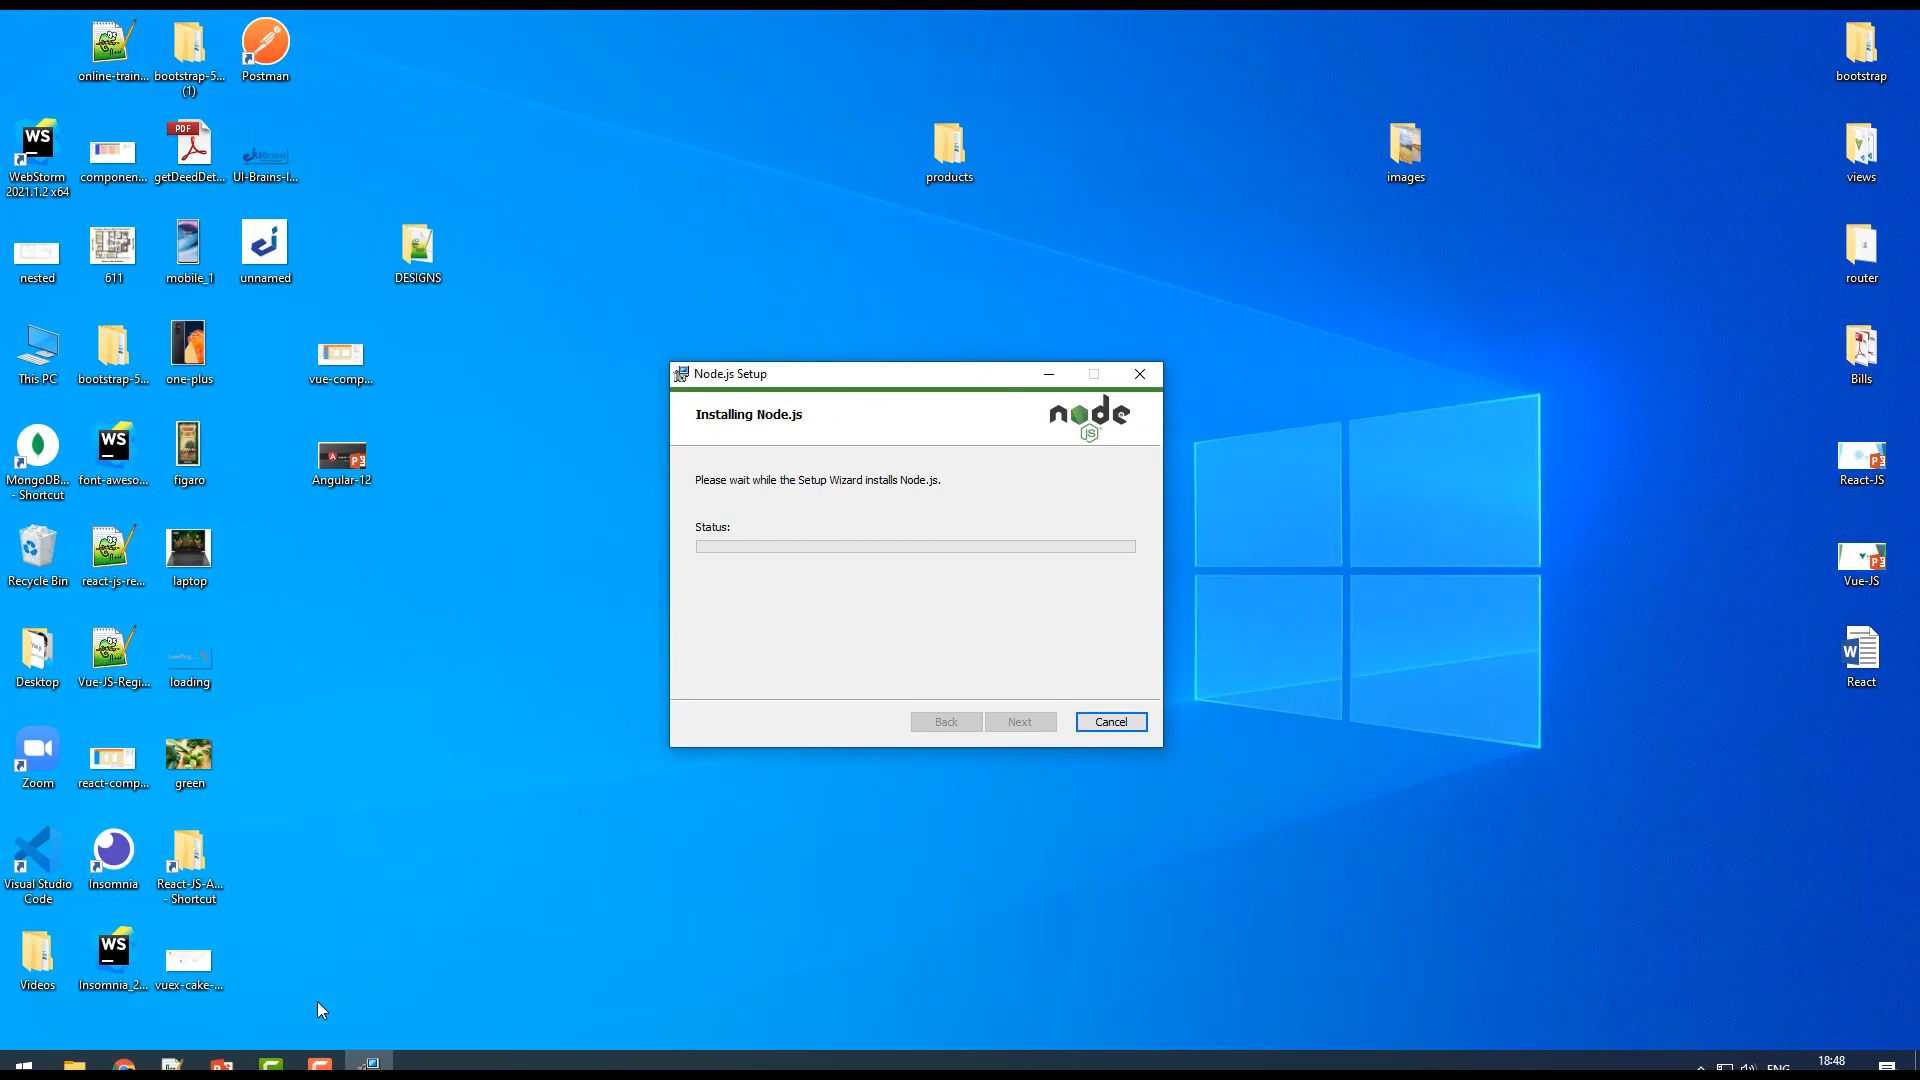 online-train...
bootstrap-5...
(1)
Postman
bootstrap
WS
WebStorm
2021.1.2 x64
componen...
PDF
getDeedDet...
UI-Brains-I...
products
images
views
nested
611
mobile_1
unnamed
DESIGNS
router
This PC
bootstrap-5...
one-plus
vue-comp...
Bills
MongoDB...
- Shortcut
WS
font-aweso...
figaro
Angular-12
React-JS
Recycle Bin
react-js-re...
laptop
Vue-JS
Desktop
Vue-JS-Regi...
loading
React
Zoom
react-comp...
green
Visual Studio
Code
Insomnia
React-JS-A...
- Shortcut
Videos
WS
Insomnia_2...
vuex-cake-...
Node.js Setup
Installing Node.js
node
JS
Please wait while the Setup Wizard installs Node.js.
Status:
Back
Next
Cancel
ENG
18:48